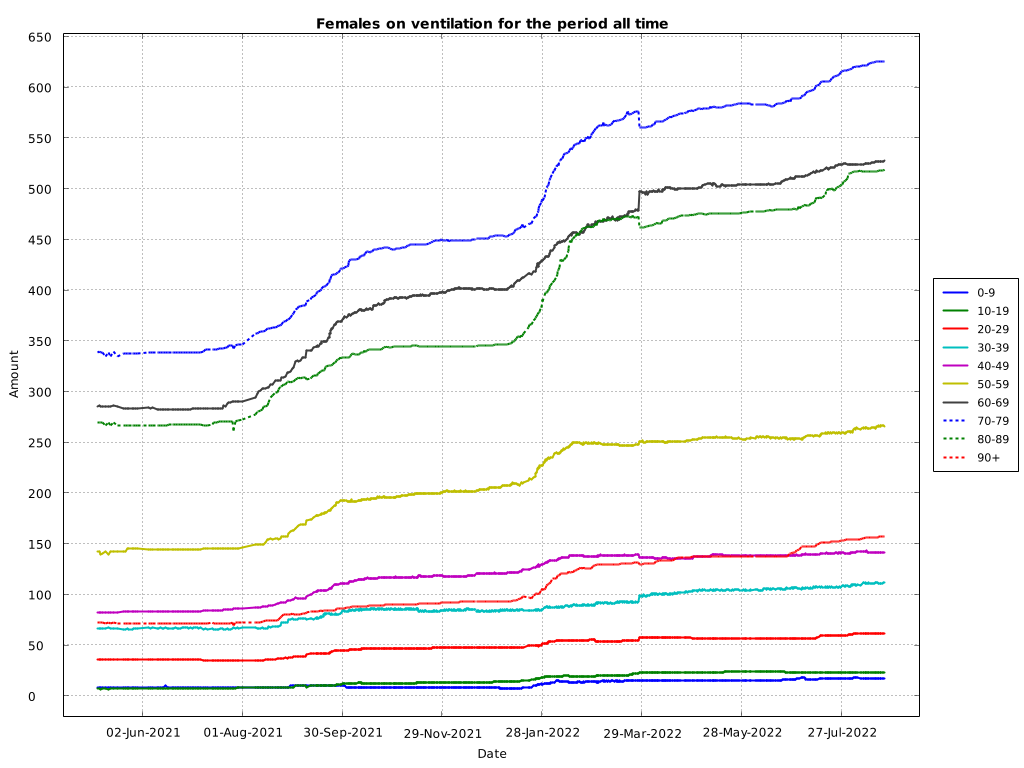 Females on ventilation for the period all time
650
600
550
500
450
400
350
300
250
200
150
100
50
0
Amount
02-Jun-2021
01-Aug-2021
30-Sep-2021
29-Nov-2021
28-Jan-2022
29-Mar-2022
28-May-2022
27-Jul-2022
Date
0-9
10-19
20-29
30-39
40-49
50-59
60-69
70-79
80-89
90+